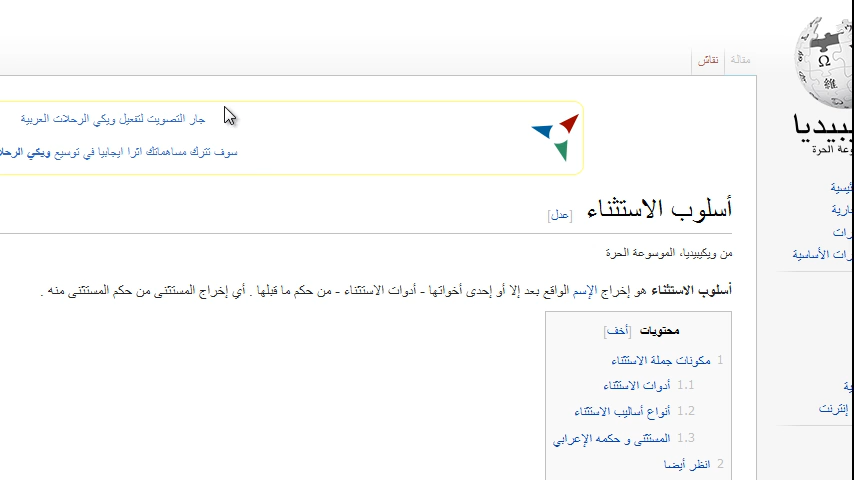 مقالة
نقاش
جار التصويت لتفعيل ويكي الرحلات العربية
سوف تترك مساهماتك اثرا ايجابيا في توسيع ويكي
أسلوب الاستثناء [عدل]
من ويكيبيديا، الموسوعة الحرة
أسلوب الاستثناء هو إخراج الإسم الواقع بعد إلا أو إحدى أخواتها - أدوات الاستثناء - من حكم ما قبلها . أي إخراج المستثنى من حكم المستثنى منه .
محتويات [أخف]
1 مكونات جملة الاستثناء
1.1 أدوات الاستثناء
1.2 أنواع أساليب الاستثناء
1.3 المستثنى و حكمه الإعرابي
2 انظر أيضا
الحرة
الأساسية
إنترنت